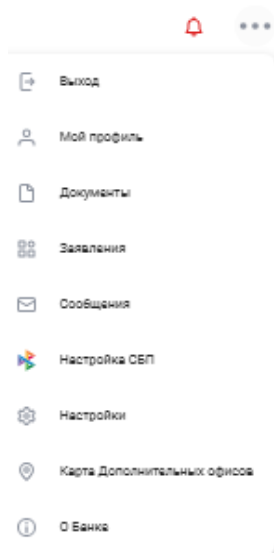 Выход
Мой профиль
Документы
Заявления
Сообщения
Настройка СБП
Настройки
Карта Дополнительных офисов
О Банке